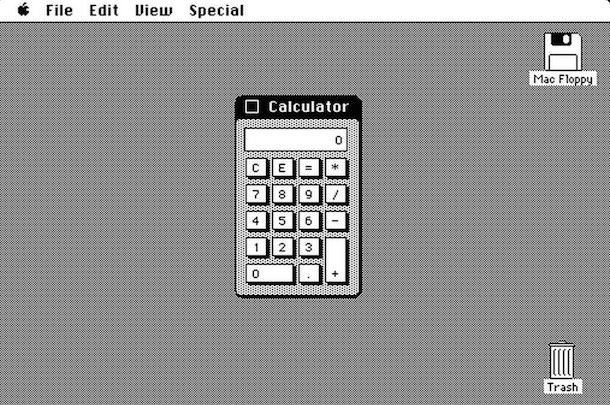 File Edit View Special
Mac Floppy
Calculator
0
C E = *
7 8 9 /
4 5 6 -
1 2 3
0 . +
Trash